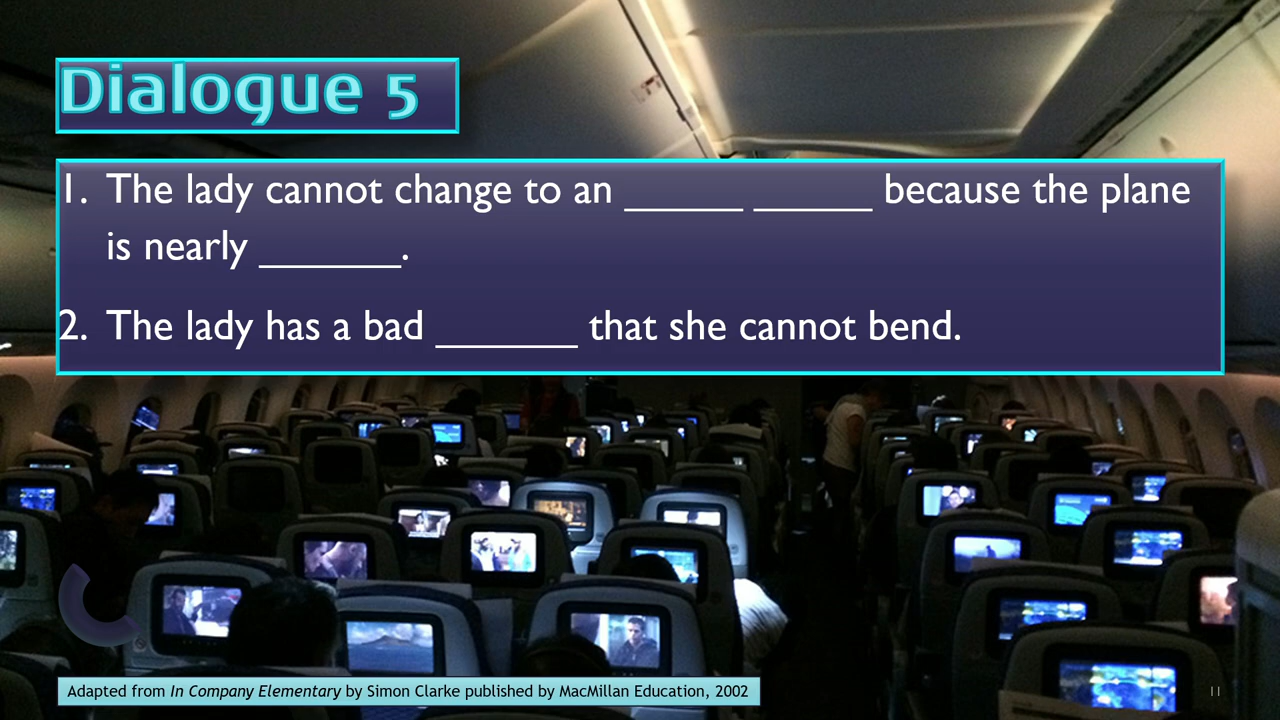 Dialogue 5
1. The lady cannot change to an ______ ______ because the plane
is nearly _______.
2. The lady has a bad _______ that she cannot bend.
Adapted from In Company Elementary by Simon Clarke published by MacMillan Education, 2002
11